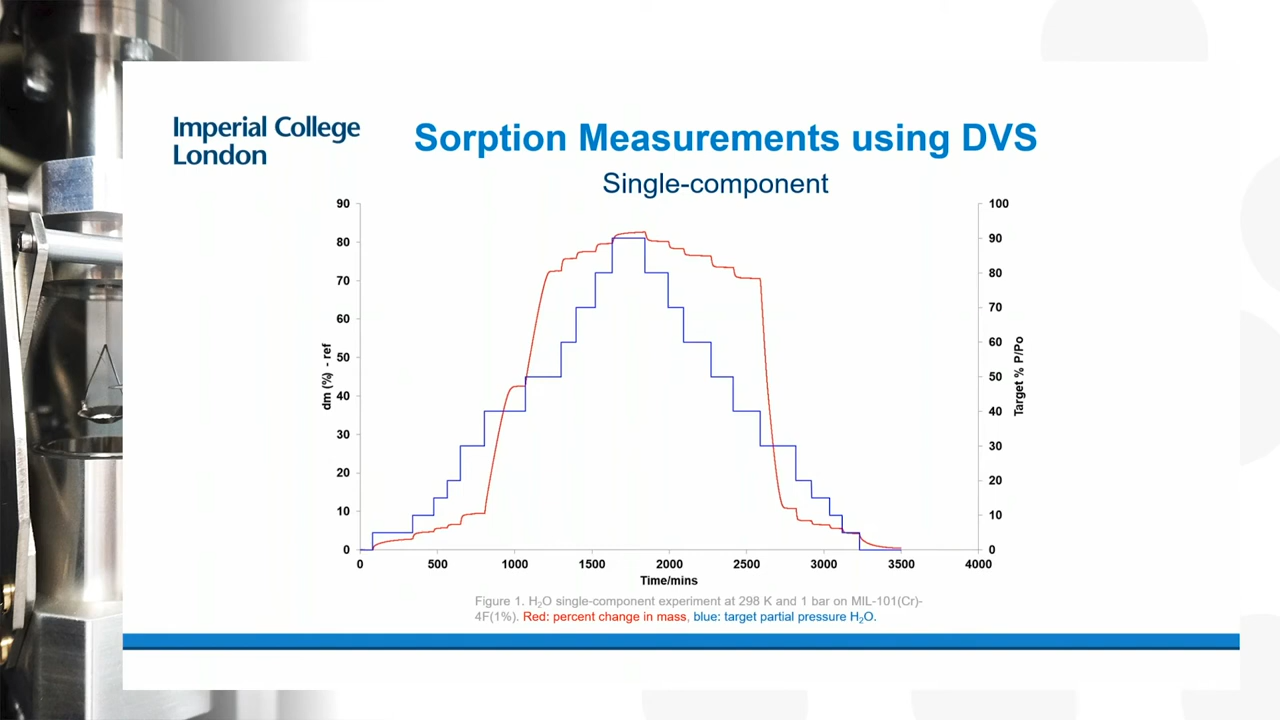 Imperial College
London
Sorption Measurements using DVS
Single-component
90
80
70
60
50
40
30
20
10
0
dm (%) - ref
100
90
80
70
60
50
40
30
20
10
0
Target % P/Po
0 500 1000 1500 2000 2500 3000 3500 4000
Time/mins
Figure 1. H₂O single-component experiment at 298 K and 1 bar on MIL-101(Cr)-
4F(1%). Red: percent change in mass, blue: target partial pressure H₂O.